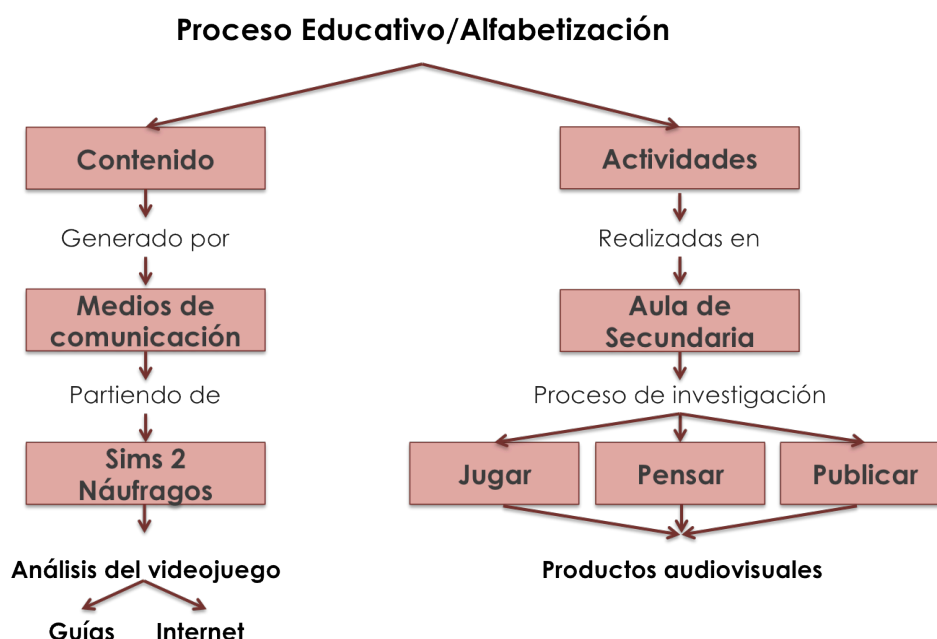 Proceso Educativo/Alfabetización
Contenido
Actividades
Generado por
Realizadas en
Medios de
comunicación
Aula de
Secundaria
Partiendo de
Proceso de investigación
Sims 2
Náufragos
Jugar
Pensar
Publicar
Análisis del videojuego
Productos audiovisuales
Guías
Internet